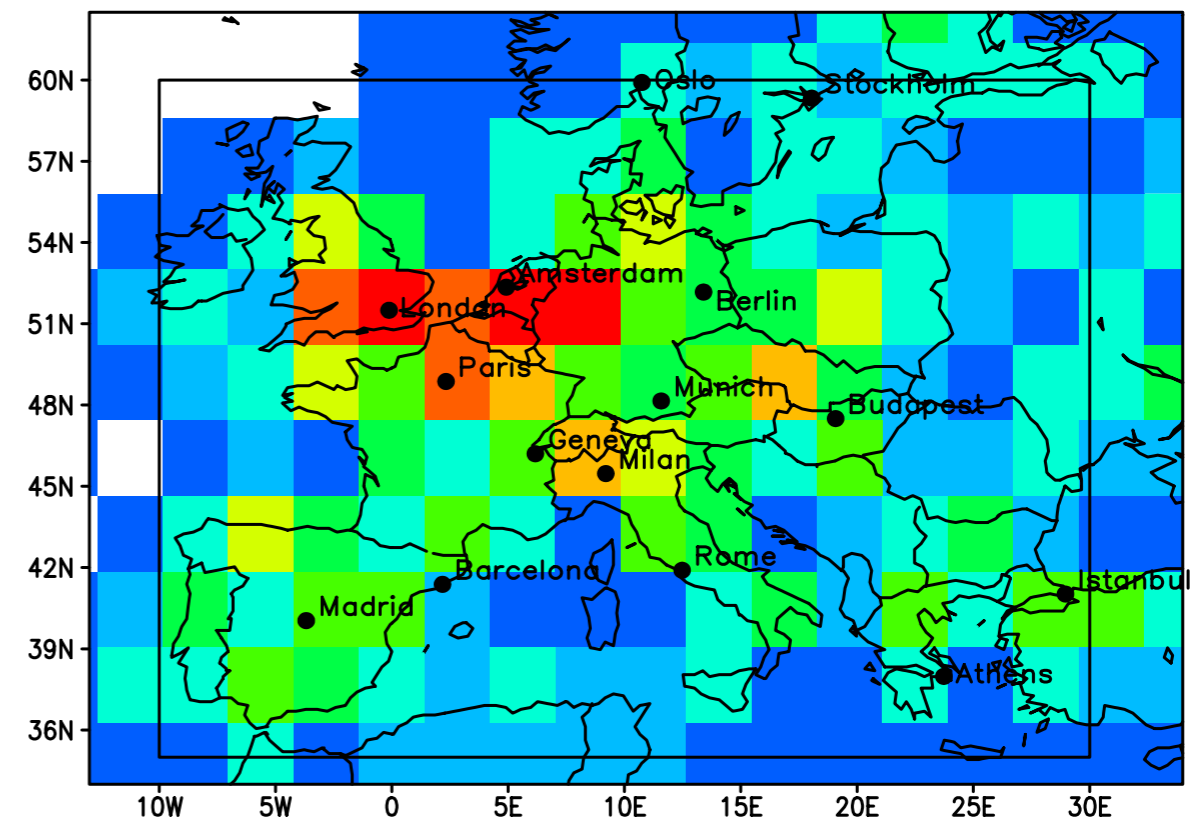 60N
Oslo
Stockholm
57N
54N
Amsterdam
51N
London
Berlin
Paris
48N
Munich
Budapest
Geneva
Milan
45N
42N
Rome
Barcelona
Istanbul
Madrid
39N
Athens
36N
10W 5W 0 5E 10E 15E 20E 25E 30E